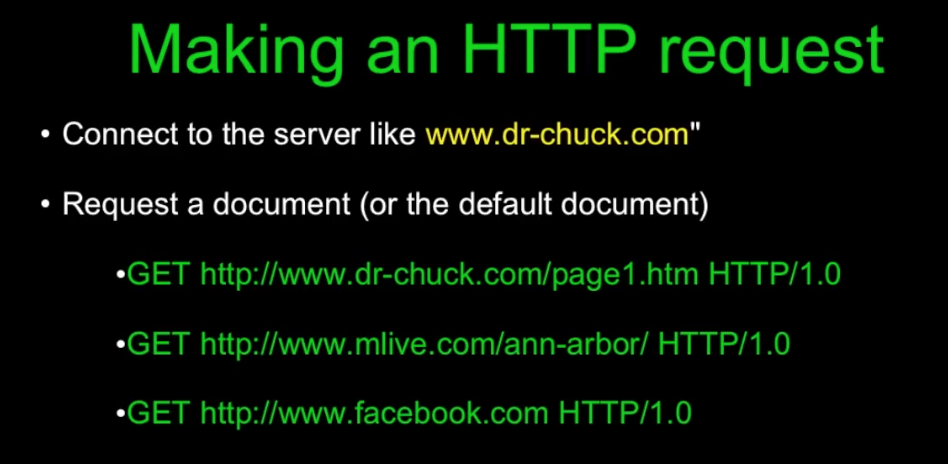 Making an HTTP request
• Connect to the server like www.dr-chuck.com"
• Request a document (or the default document)
•GET http://www.dr-chuck.com/page1.htm HTTP/1.0
•GET http://www.mlive.com/ann-arbor/ HTTP/1.0
•GET http://www.facebook.com HTTP/1.0